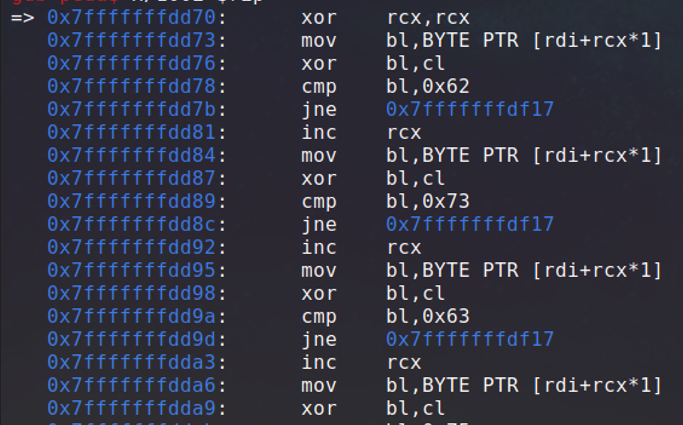 => 0x7fffffffdd70: xor rcx,rcx
0x7fffffffdd73: mov bl,BYTE PTR [rdi+rcx*1]
0x7fffffffdd76: xor bl,cl
0x7fffffffdd78: cmp bl,0x62
0x7fffffffdd7b: jne 0x7fffffffdf17
0x7fffffffdd81: inc rcx
0x7fffffffdd84: mov bl,BYTE PTR [rdi+rcx*1]
0x7fffffffdd87: xor bl,cl
0x7fffffffdd89: cmp bl,0x73
0x7fffffffdd8c: jne 0x7fffffffdf17
0x7fffffffdd92: inc rcx
0x7fffffffdd95: mov bl,BYTE PTR [rdi+rcx*1]
0x7fffffffdd98: xor bl,cl
0x7fffffffdd9a: cmp bl,0x63
0x7fffffffdd9d: jne 0x7fffffffdf17
0x7fffffffdda3: inc rcx
0x7fffffffdda6: mov bl,BYTE PTR [rdi+rcx*1]
0x7fffffffdda9: xor bl,cl